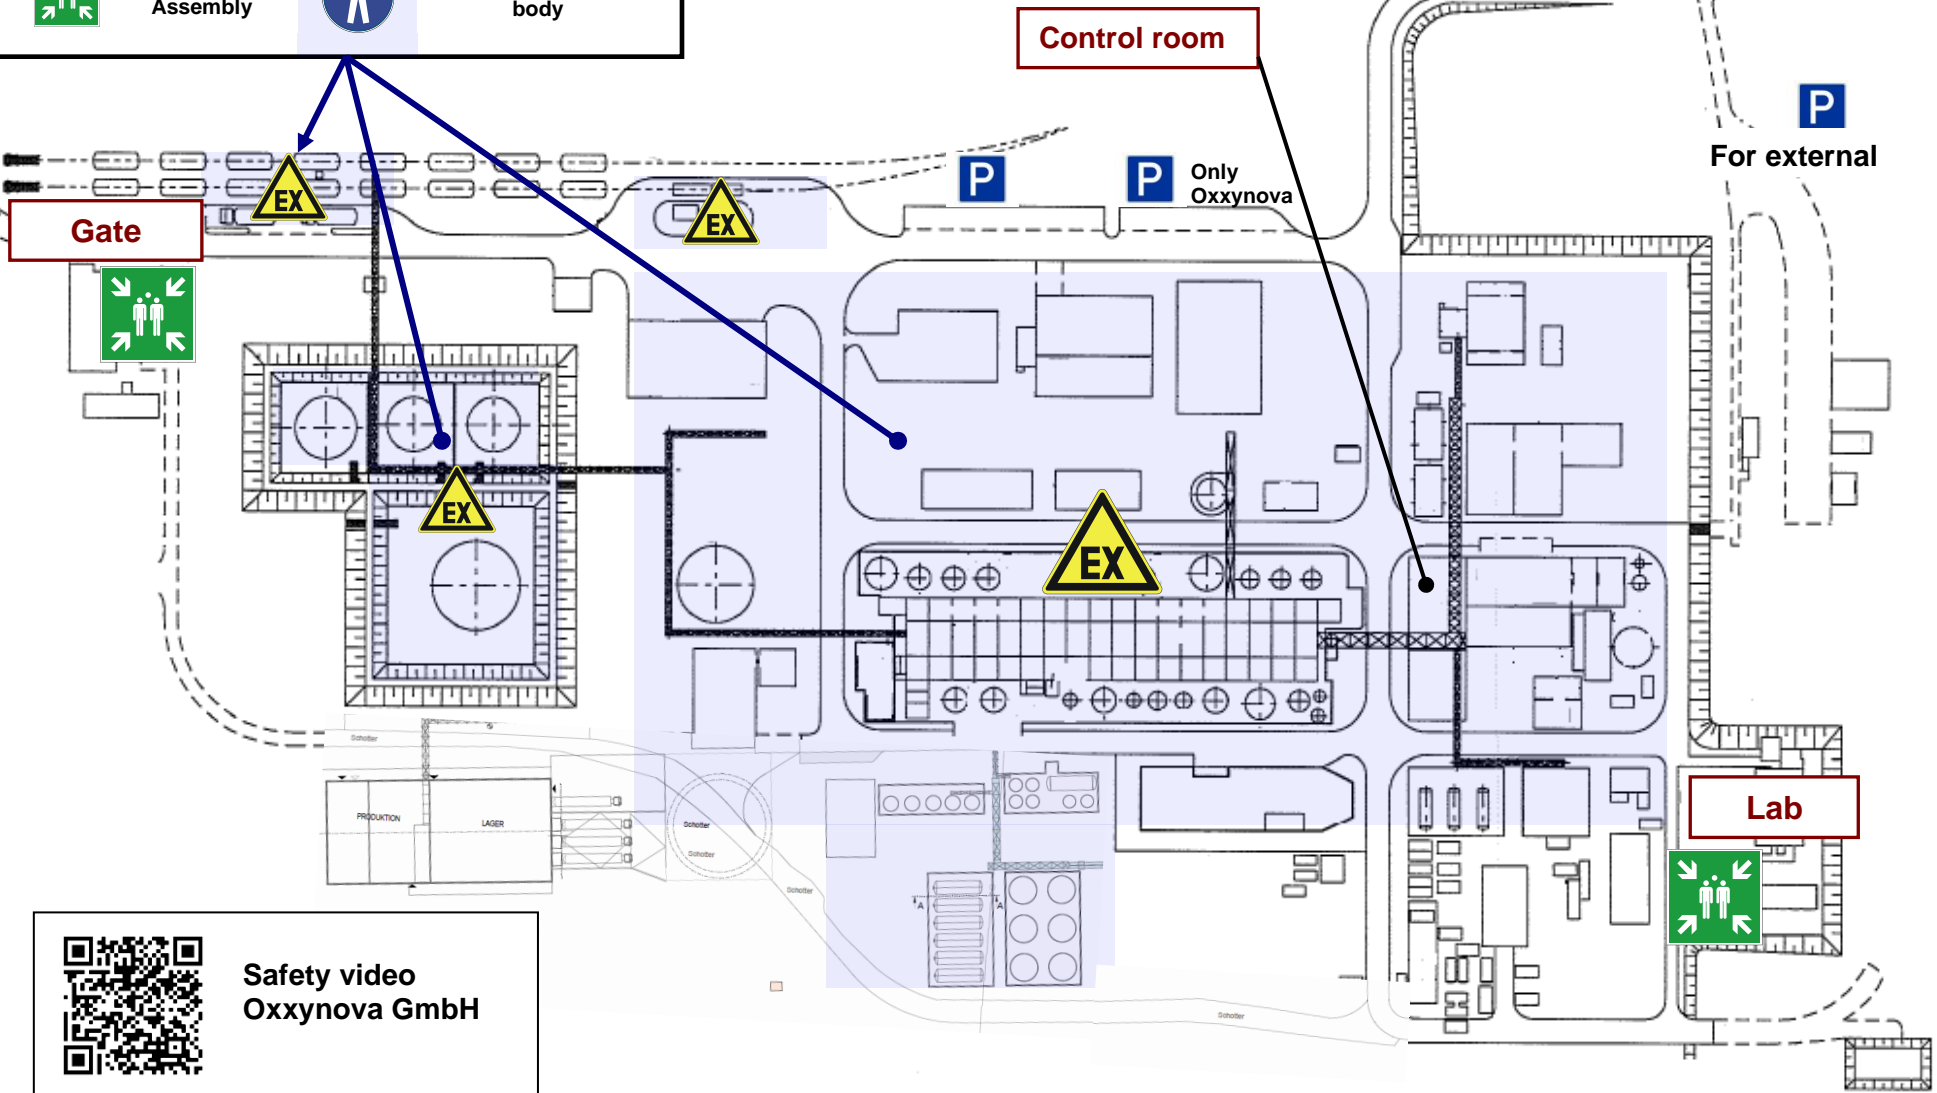 Assembly
body
Control room
P
For external
P
P
Only
Oxxynova
EX
EX
Gate
EX
EX
Schotter
PRODUKTION
LAGER
Schotter
Schotter
Schotter
A
A
Schotter
Lab
Safety video
Oxxynova GmbH